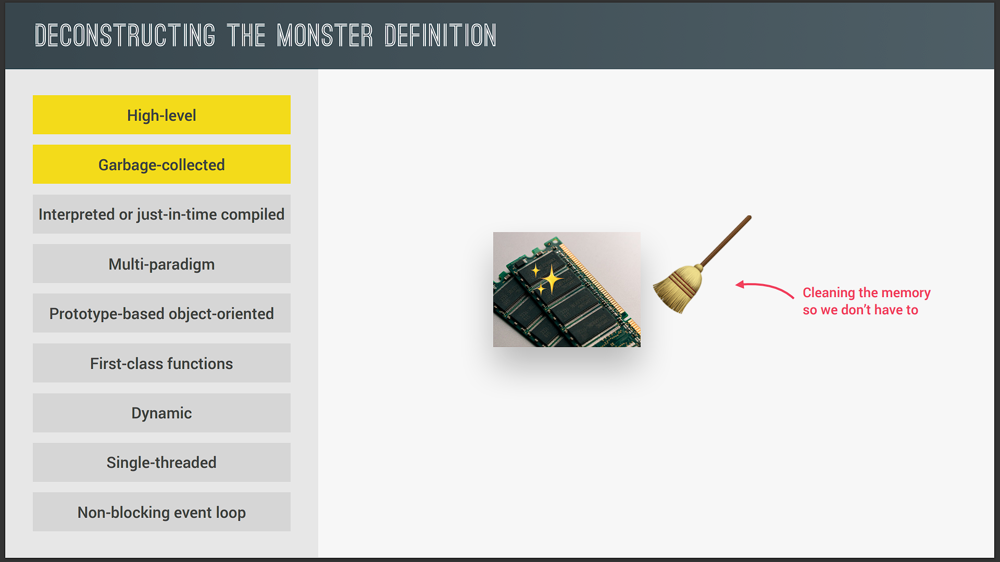 DECONSTRUCTING THE MONSTER DEFINITION
High-level
Garbage-collected
Interpreted or just-in-time compiled
Multi-paradigm
Prototype-based object-oriented
First-class functions
Dynamic
Single-threaded
Non-blocking event loop
Cleaning the memory
so we don't have to